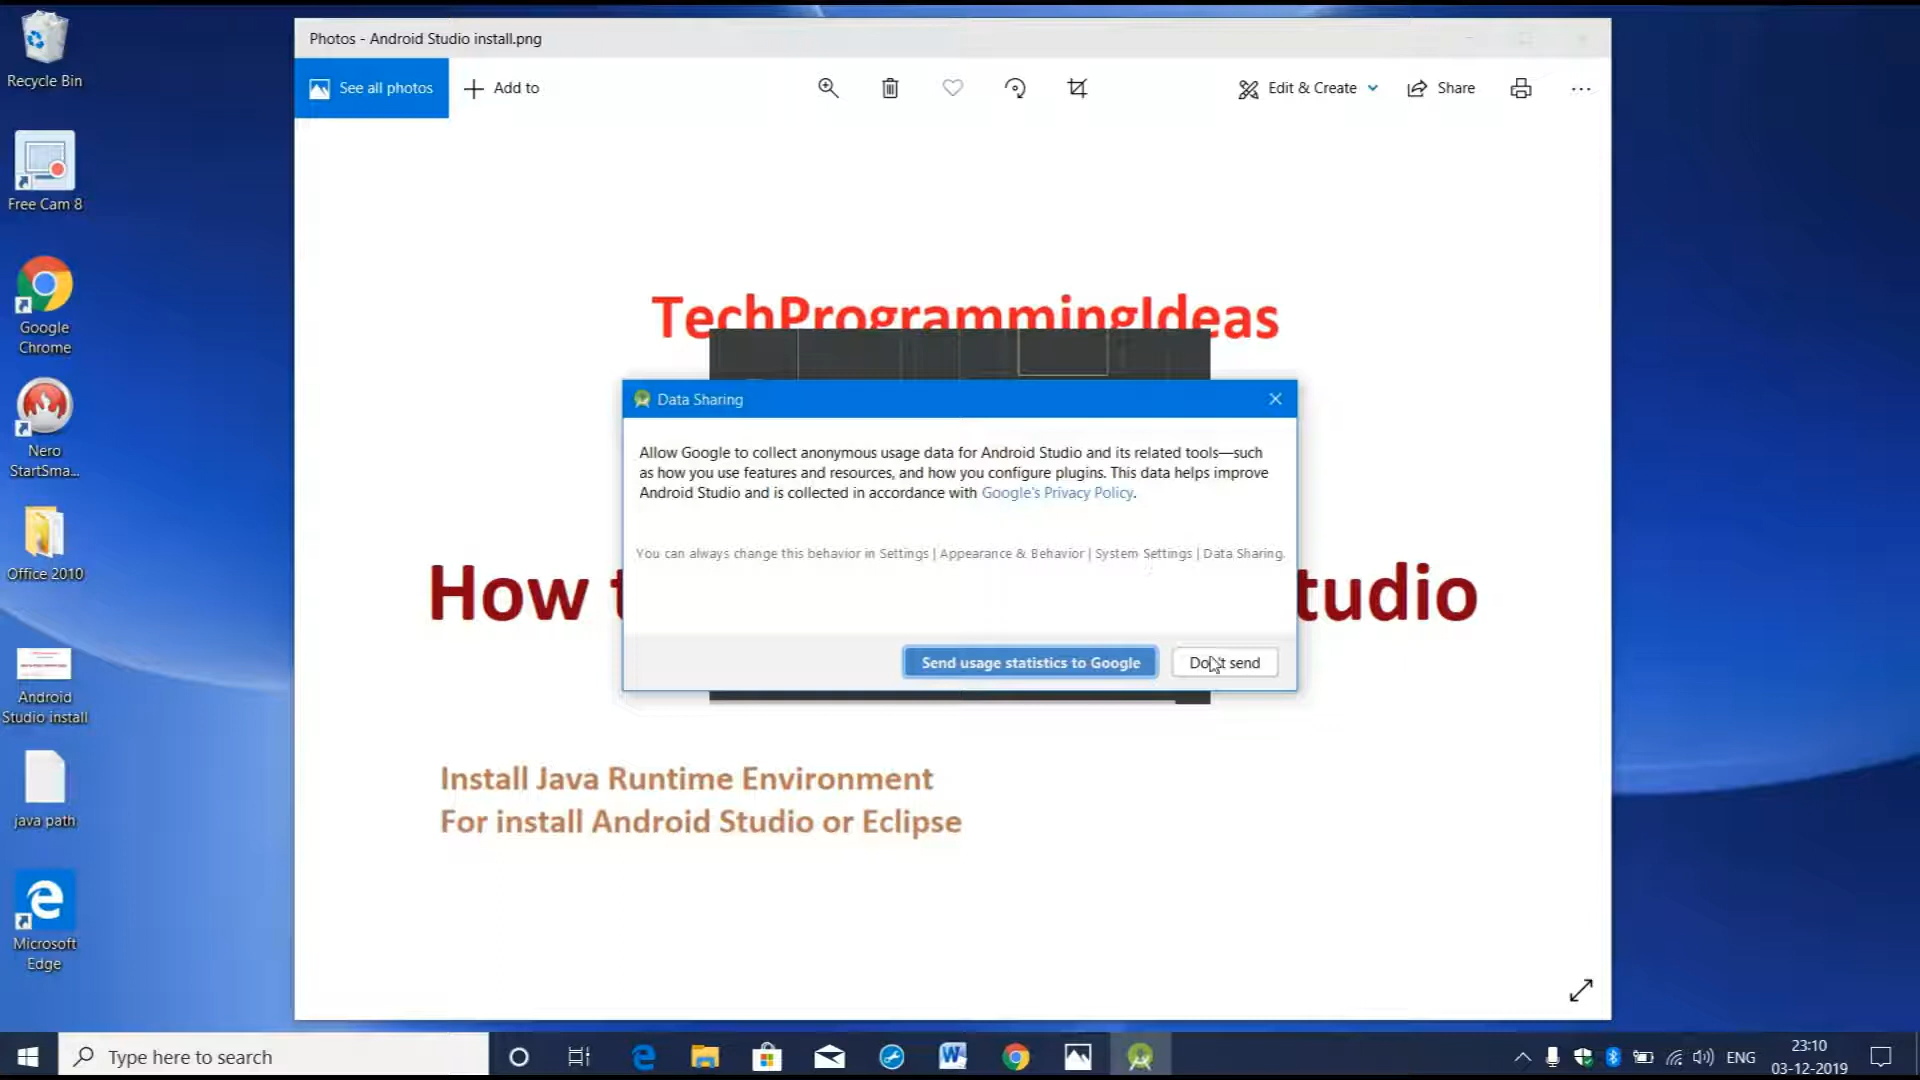 Recycle Bin
Free Cam 8
Google
Chrome
Nero
StartSma...
Office 2010
Android
Studio install
java path
Microsoft
Edge
Photos - Android Studio install.png
See all photos
Add to
Edit & Create
Share
TechProgrammingIdeas
Data Sharing
Allow Google to collect anonymous usage data for Android Studio and its related tools—such
as how you use features and resources, and how you configure plugins. This data helps improve
Android Studio and is collected in accordance with Google's Privacy Policy.
You can always change this behavior in Settings | Appearance & Behavior | System Settings | Data Sharing.
How t tudio
Send usage statistics to Google
Don't send
Install Java Runtime Environment
For install Android Studio or Eclipse
Type here to search
ENG
23:10
03-12-2019